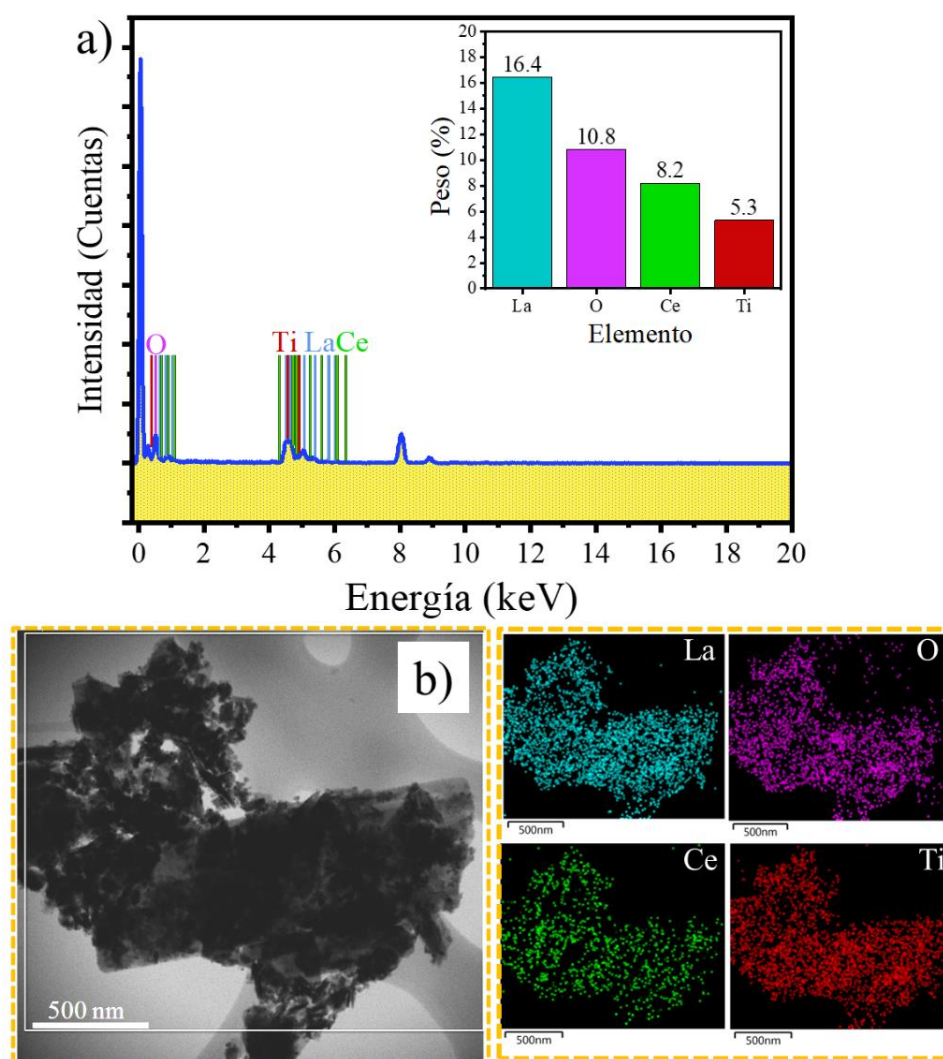 a)
Intensidad (Cuentas)
20
18
16
14
12
10
8
6
4
2
0
Peso (%)
16.4
10.8
8.2
5.3
La O Ce Ti
Elemento
O Ti La Ce
0 2 4 6 8 10 12 14 16 18 20
Energía (keV)
b)
500 nm
La
500nm
O
500nm
Ce
500nm
Ti
500nm